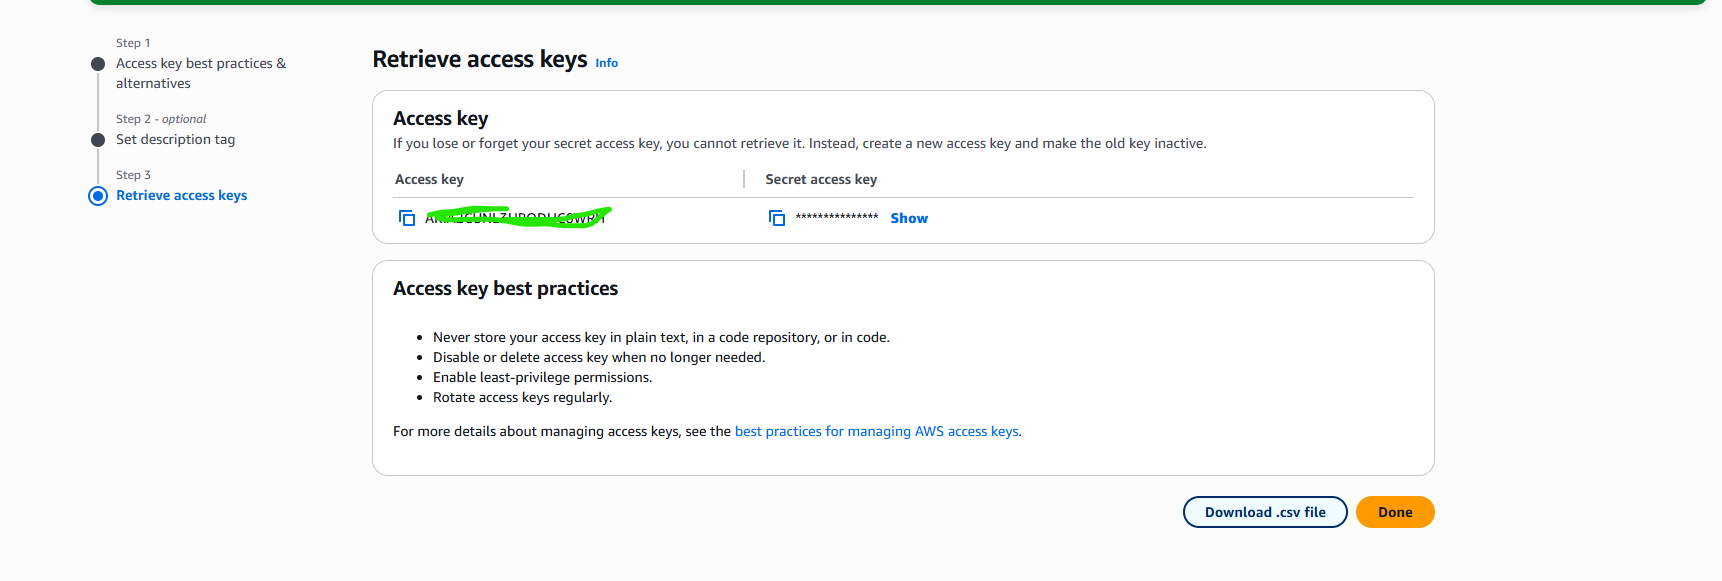 Step 1
Access key best practices &
alternatives
Step 2 - optional
Set description tag
Step 3
Retrieve access keys
Retrieve access keys Info
Access key
If you lose or forget your secret access key, you cannot retrieve it. Instead, create a new access key and make the old key inactive.
Access key Secret access key
*************** Show
Access key best practices
• Never store your access key in plain text, in a code repository, or in code.
• Disable or delete access key when no longer needed.
• Enable least-privilege permissions.
• Rotate access keys regularly.
For more details about managing access keys, see the best practices for managing AWS access keys.
Download .csv file Done